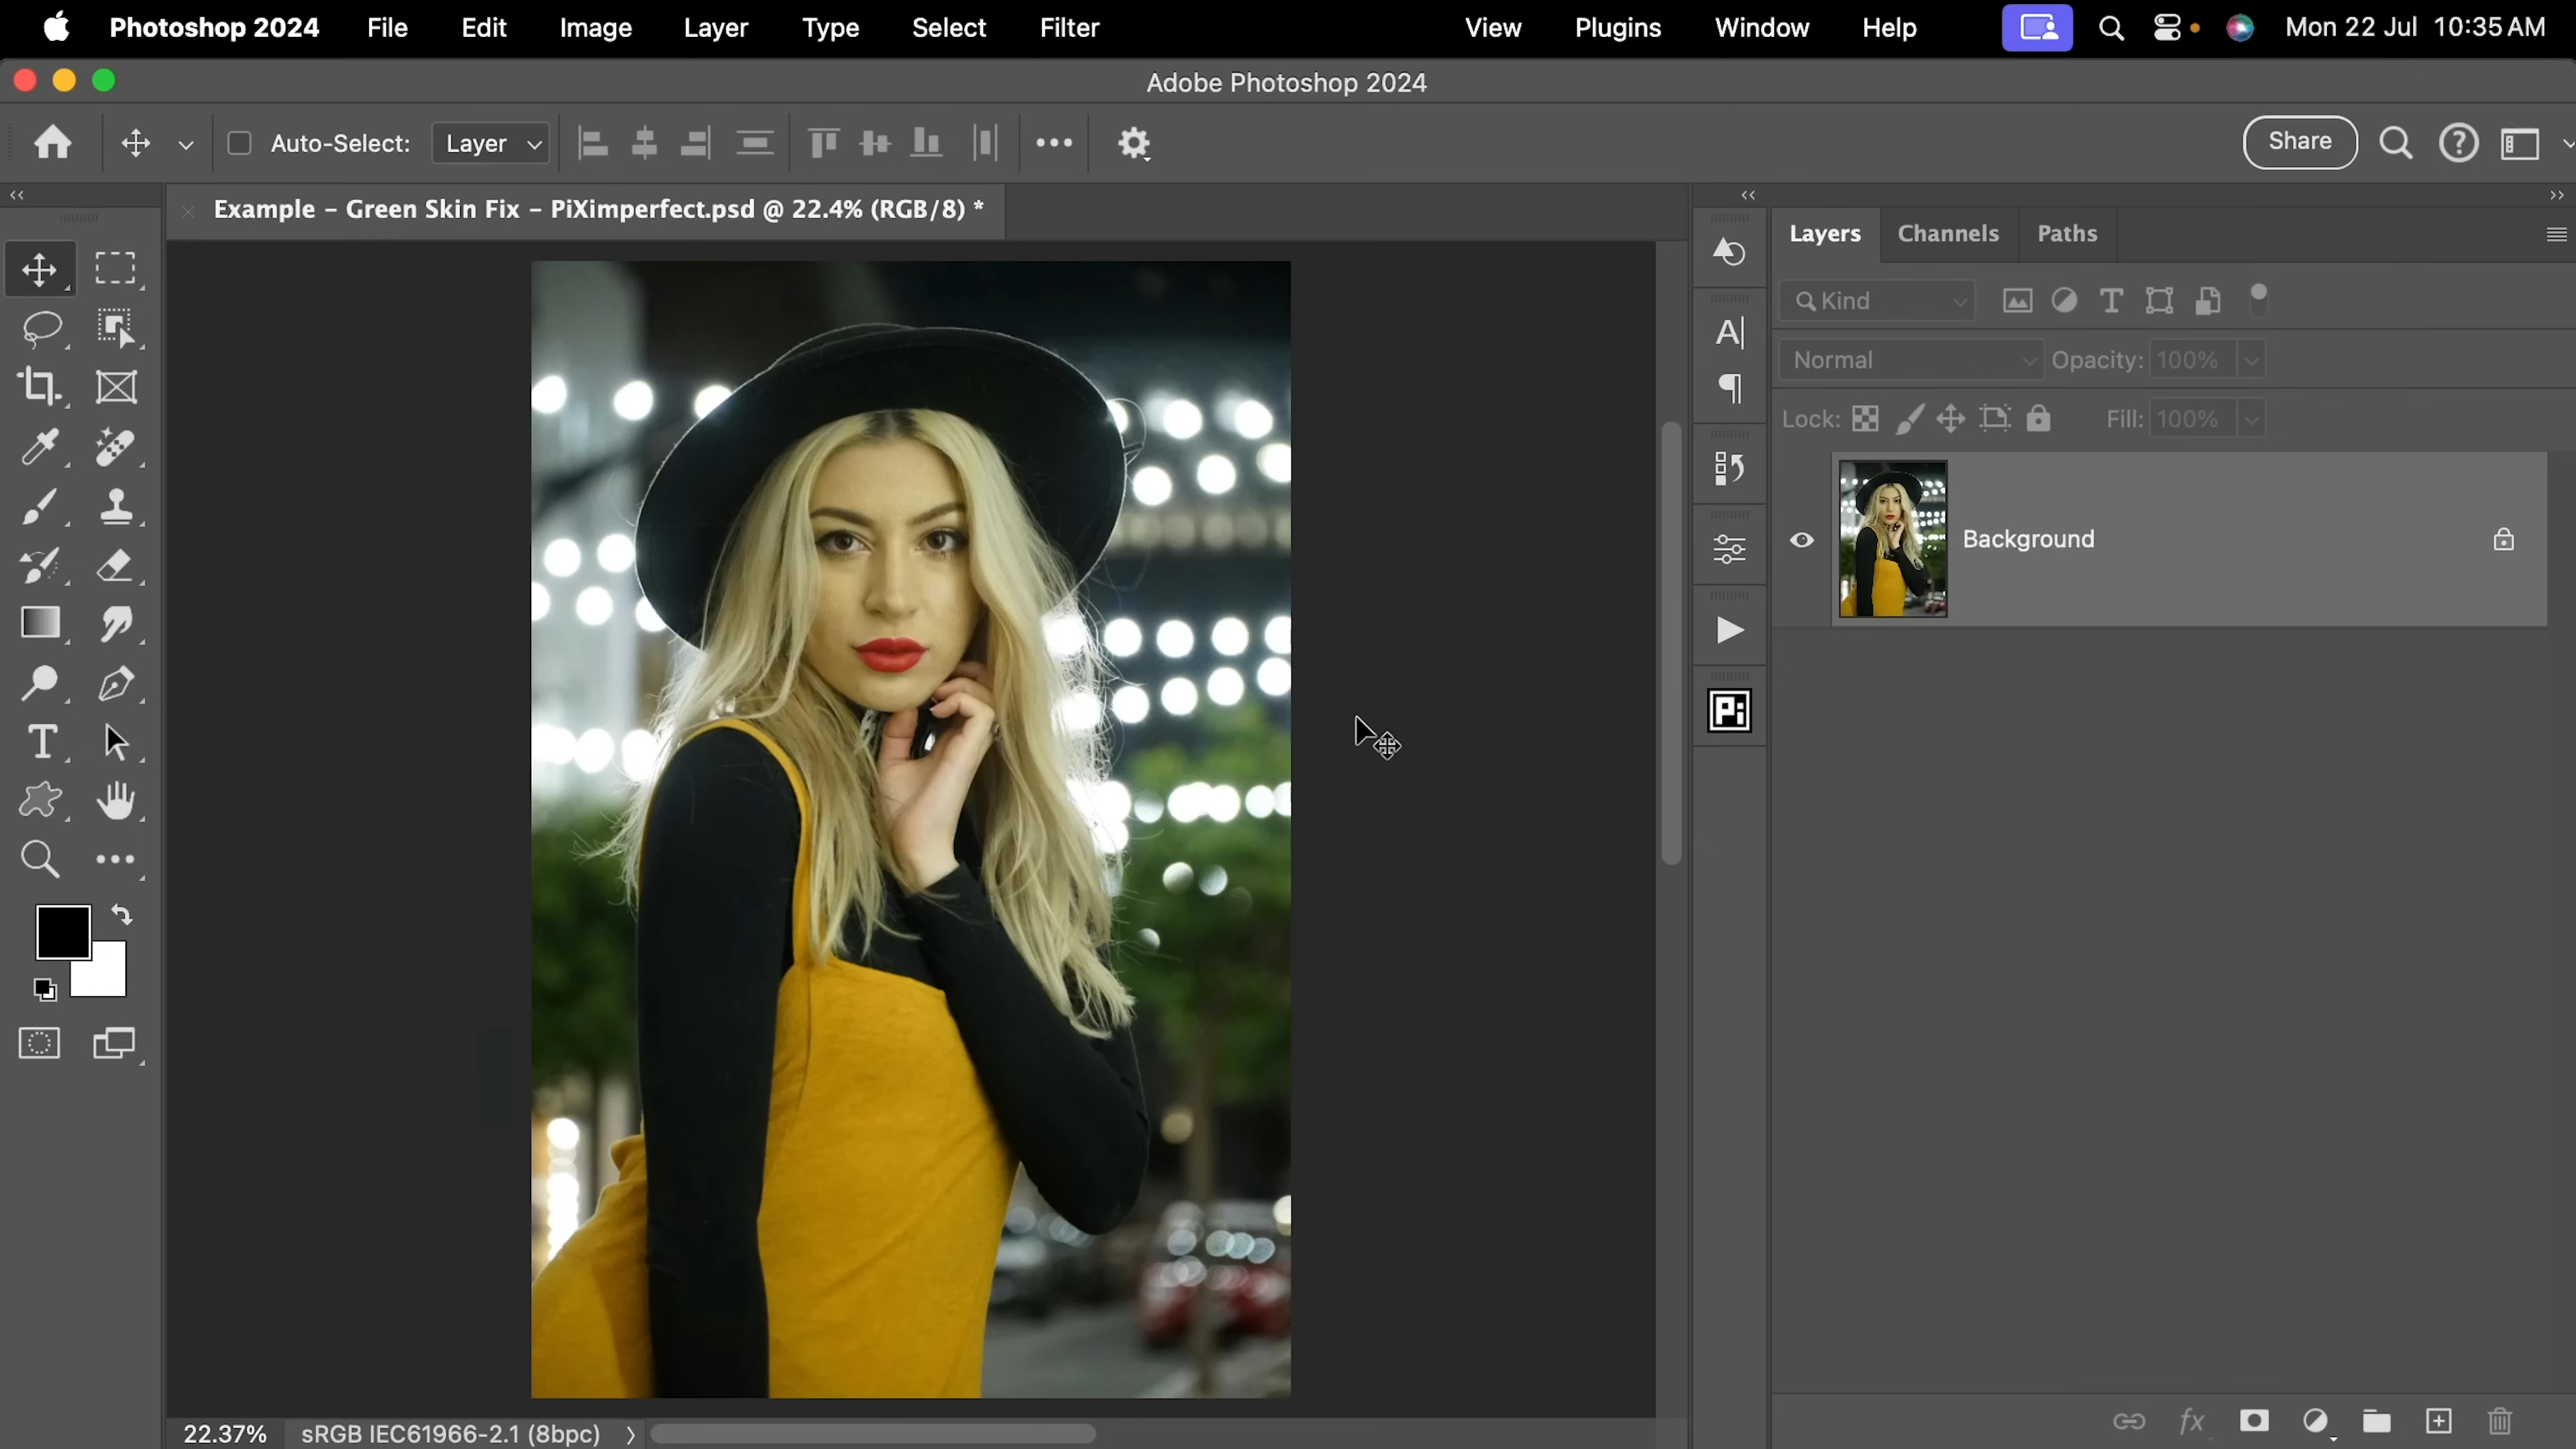 Photoshop 2024 File Edit Image Layer Type Select Filter View Plugins Window Help Mon 22 Jul 10:35 AM
Adobe Photoshop 2024
Auto-Select: Layer Share
Example - Green Skin Fix - PiXimperfect.psd @ 22.4% (RGB/8) *
Layers Channels Paths
Kind
Normal Opacity: 100%
Lock: Fill: 100%
Background
Pi
22.37% sRGB IEC61966-2.1 (8bpc)